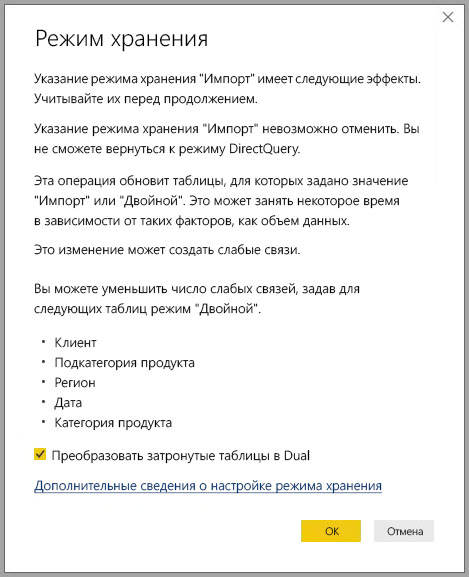 Режим хранения
Указание режима хранения "Импорт" имеет следующие эффекты.
Учитывайте их перед продолжением.
Указание режима хранения "Импорт" невозможно отменить. Вы
не сможете вернуться к режиму DirectQuery.
Эта операция обновит таблицы, для которых задано значение
"Импорт" или "Двойной". Это может занять некоторое время
в зависимости от таких факторов, как объем данных.
Это изменение может создать слабые связи.
Вы можете уменьшить число слабых связей, задав для
следующих таблиц режим "Двойной".
• Клиент
• Подкатегория продукта
• Регион
• Дата
• Категория продукта
Преобразовать затронутые таблицы в Dual
Дополнительные сведения о настройке режима хранения
ОК
Отмена